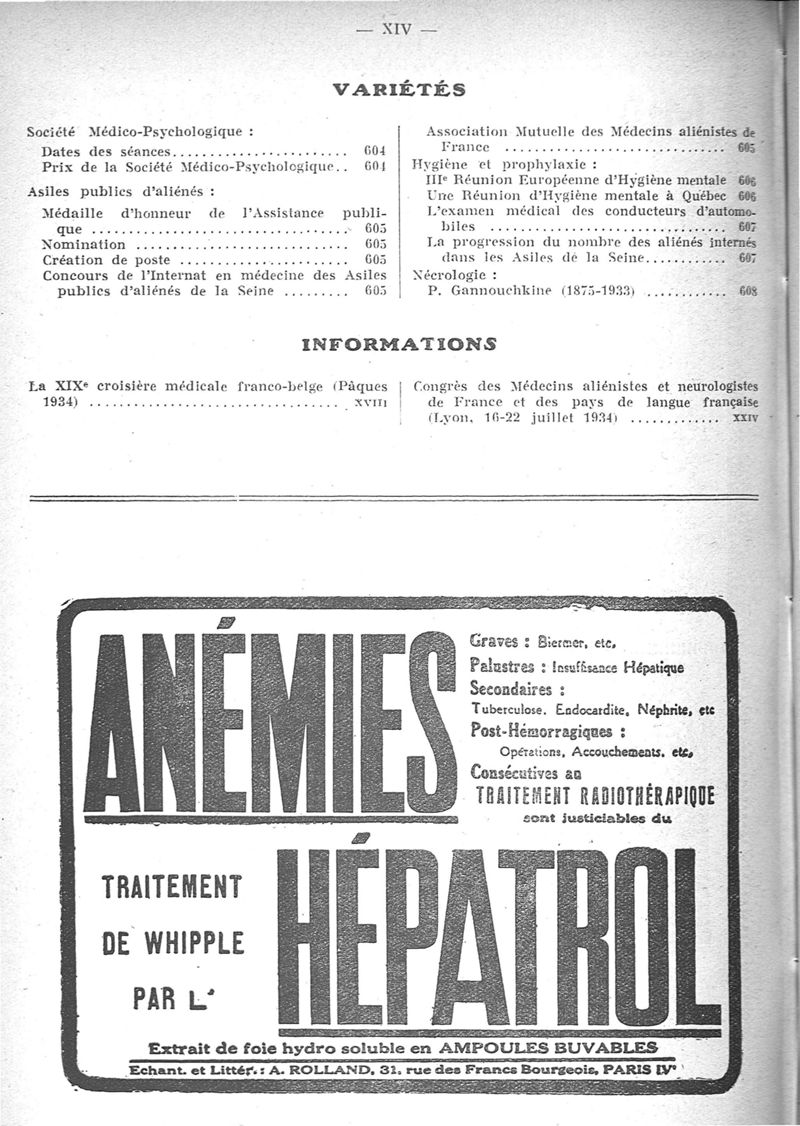 — XIV —
VARIÉTÉS
Société Médico-Psychologique :
Dates des séances........................ 604
Prix de la Société Médico-Psychologique.. 604
Asiles publics d'aliénés :
Médaille d'honneur de l'Assistance publi-
que .................................. 605
Nomination ............................. 605
Création de poste ....................... 605
Concours de l'Internat en médecine des Asiles
publics d'aliénés de la Seine ......... 605
Association Mutuelle des Médecins aliénistes de
France .............................. 605
Hygiène et prophylaxie :
IIIe Réunion Européenne d'Hygiène mentale 606
Une Réunion d'Hygiène mentale à Québec 606
L'examen médical des conducteurs d'automo-
biles ................................ 607
La progression du nombre des aliénés internés
dans les Asiles de la Seine........... 607
Nécrologie :
P. Gannouchkine (1875-1933) ............ 608
INFORMATIONS
La XIXe croisière médicale franco-belge (Pâques
1934) .................................. XVIII
Congrès des Médecins aliénistes et neurologistes
de France et des pays de langue française
(Lyon, 16-22 juillet 1934) ............. XXIV
ANÉMIES
Graves : Biermer, etc.
Palustres : Insuffisance Hépatique
Secondaires :
Tuberculose. Endocardite, Néphrite, etc
Post-Hémorragiques :
Opérations, Accouchements. etc.
Consécutives au
TRAITEMENT RADIOTHÉRAPIQUE
sont justiciables du
TRAITEMENT
DE WHIPPLE
PAR L'
HÉPATROL
Extrait de foie hydro soluble en AMPOULES BUVABLES
Echant. et Littér. : A. ROLLAND, 31, rue des Francs Bourgeois, PARIS IVe